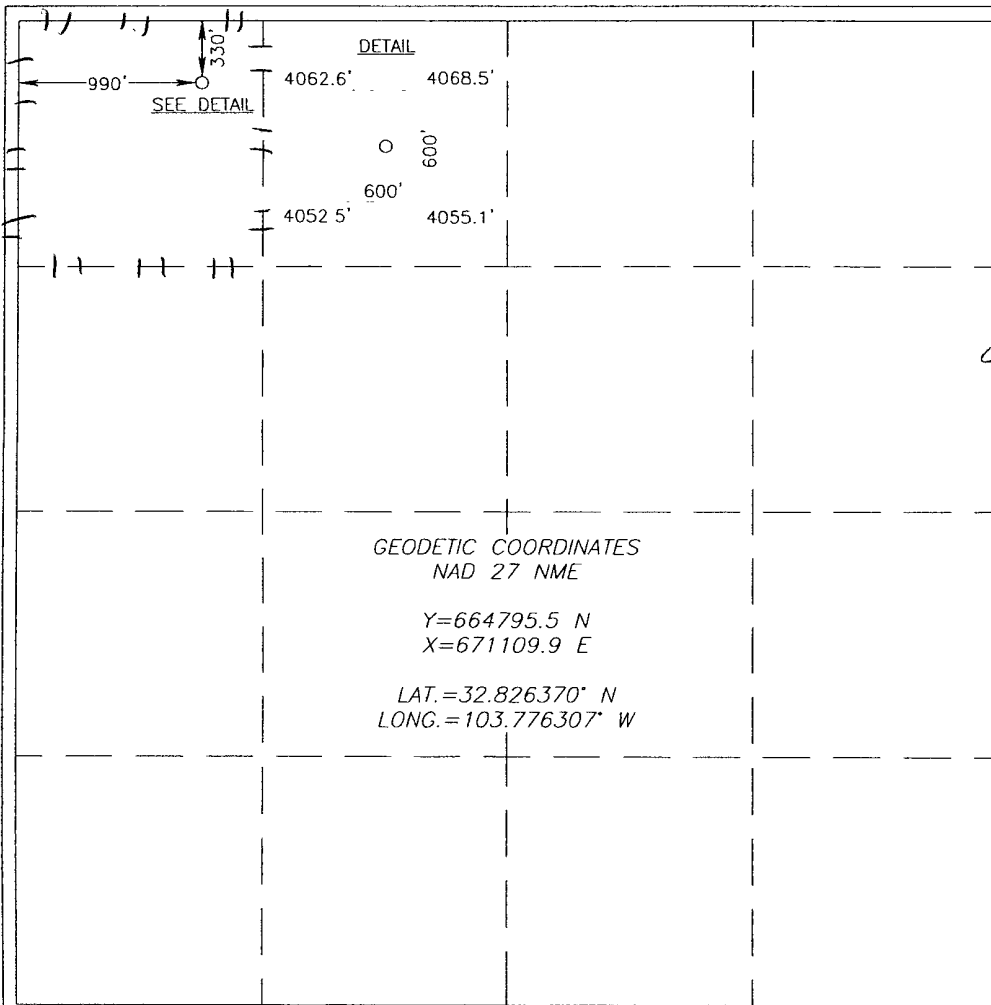 330'
990'
SEE DETAIL
DETAIL
4062.6' 4068.5'
600'
600'
4052.5' 4055.1'
GEODETIC COORDINATES
NAD 27 NME
Y=664795.5 N
X=671109.9 E
LAT.=32.826370° N
LONG.=103.776307° W